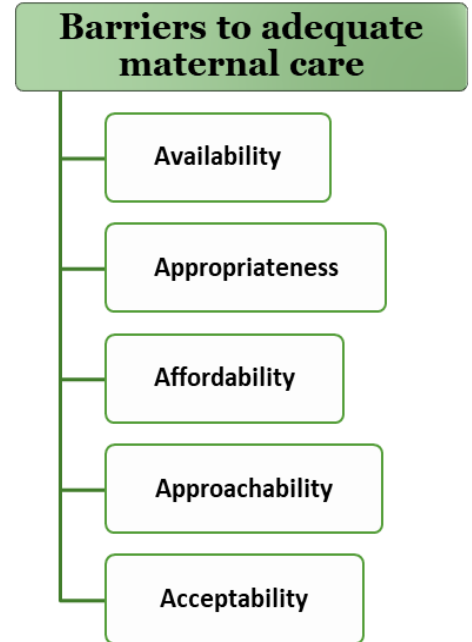 Barriers to adequate
maternal care
Availability
Appropriateness
Affordability
Approachability
Acceptability